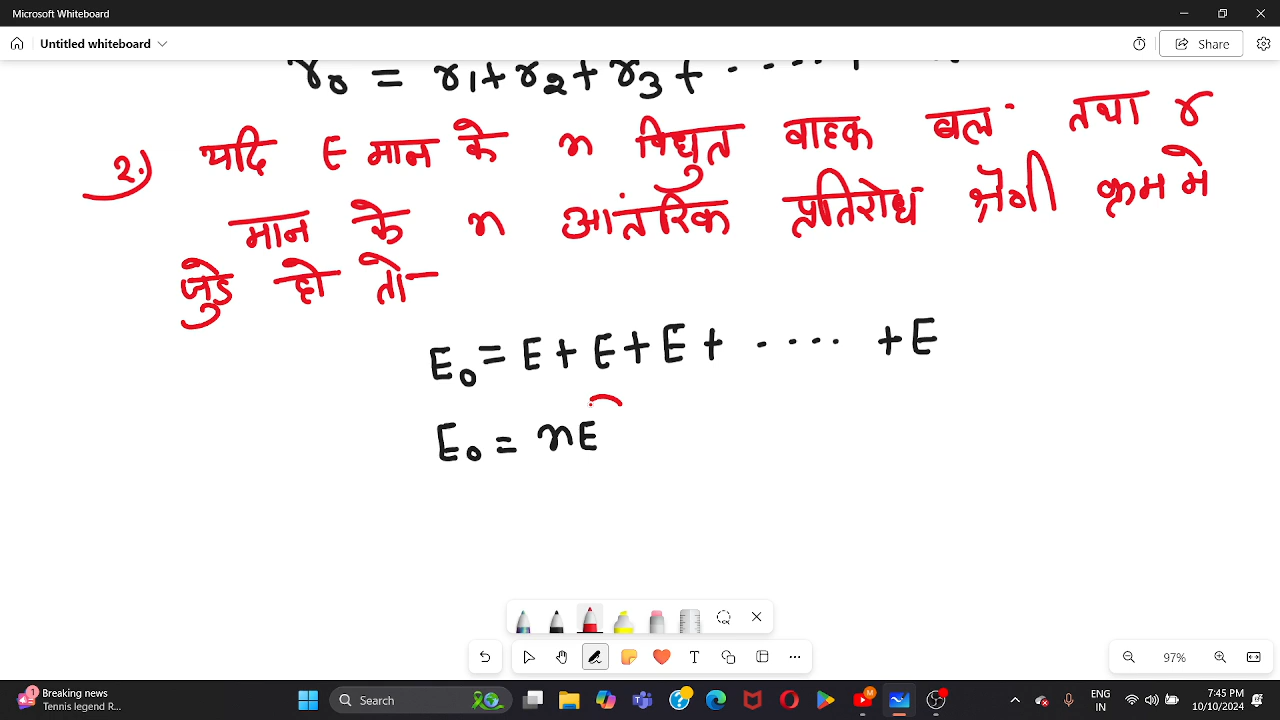 Microsoft Whiteboard
Untitled whiteboard
Share
r₀ = r₁ + r₂ + r₃ + ......
2.) यदि E मान के n विद्युत वाहक बल तथा r
मान के n आंतरिक प्रतिरोध श्रेणी क्रम मे
जुड़े हो तो
E₀ = E + E + E + .... + E
E₀ = nE
97%
Breaking news
Tennis legend R...
Search
ENG
IN
7:45 PM
10/10/2024